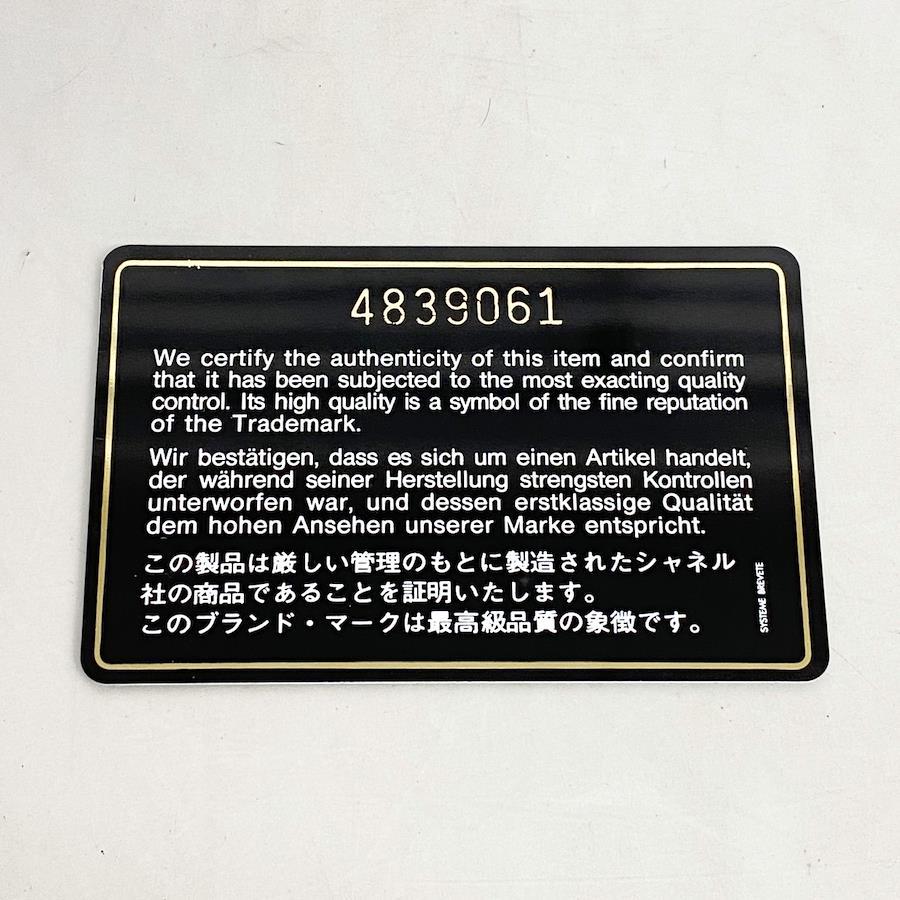 4839061
We certify the authenticity of this item and confirm
that it has been subjected to the most exacting quality
control. Its high quality is a symbol of the fine reputation
of the Trademark.
Wir bestätigen, dass es sich um einen Artikel handelt,
der während seiner Herstellung strengsten Kontrollen
unterworfen war, und dessen erstklassige Qualität
dem hohen Ansehen unserer Marke entspricht.
この製品は厳しい管理のもとに製造されたシャネル
社の商品であることを証明いたします。
このブランド・マークは最高級品質の象徴です。
SYSTEME BREVETE